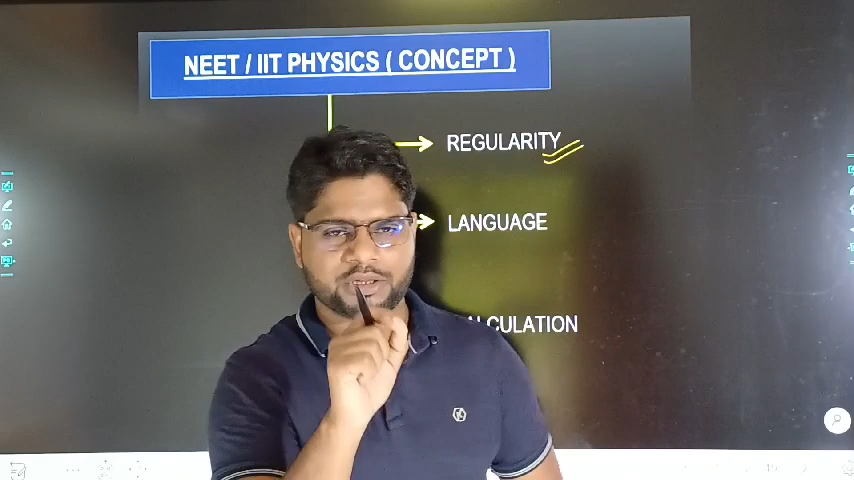 NEET / IIT PHYSICS ( CONCEPT )
REGULARITY
LANGUAGE